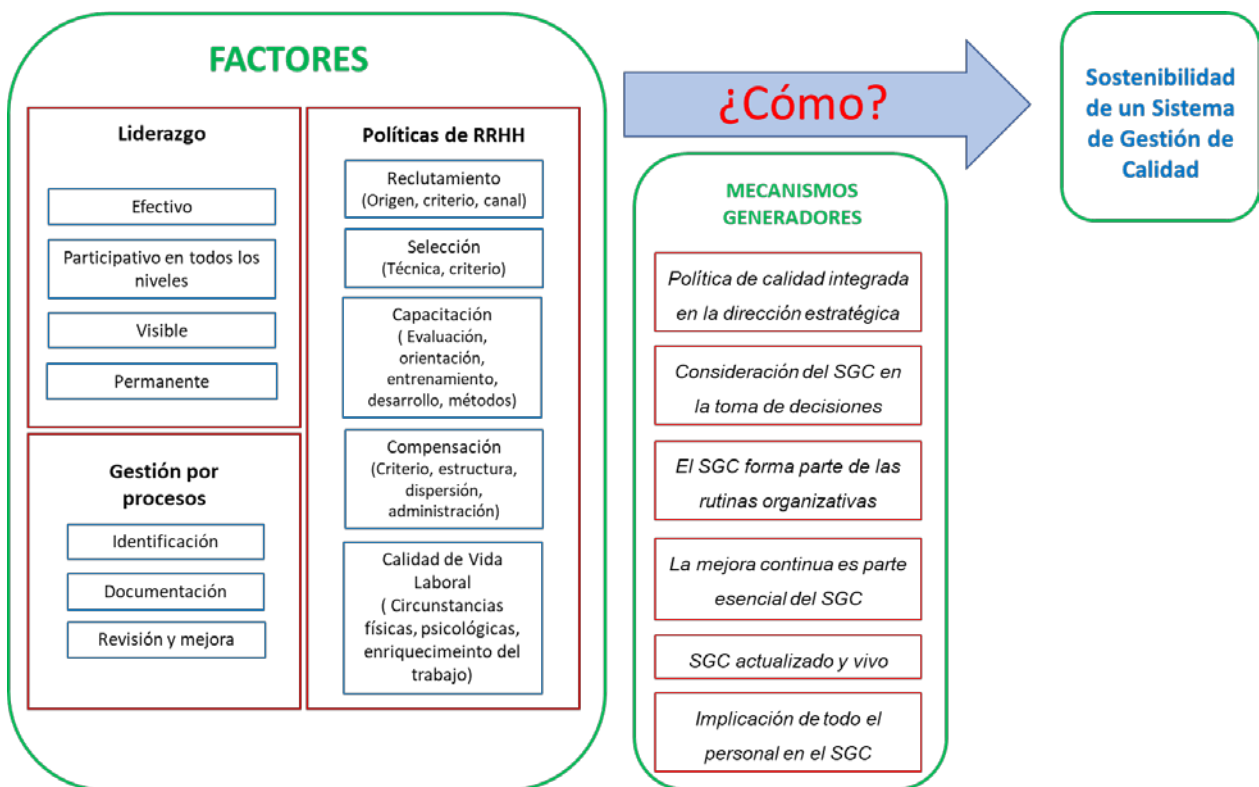 FACTORES
Liderazgo
Efectivo
Participativo en todos los
niveles
Visible
Permanente
Gestión por
procesos
Identificación
Documentación
Revisión y mejora
Políticas de RRHH
Reclutamiento
(Origen, criterio, canal)
Selección
(Técnica, criterio)
Capacitación
( Evaluación,
orientación,
entrenamiento,
desarrollo, métodos)
Compensación
(Criterio, estructura,
dispersión,
administración)
Calidad de Vida
Laboral
( Circunstancias
físicas, psicológicas,
enriquecimeinto del
trabajo)
¿Cómo?
MECANISMOS
GENERADORES
Política de calidad integrada
en la dirección estratégica
Consideración del SGC en
la toma de decisiones
El SGC forma parte de las
rutinas organizativas
La mejora continua es parte
esencial del SGC
SGC actualizado y vivo
Implicación de todo el
personal en el SGC
Sostenibilidad
de un Sistema
de Gestión de
Calidad